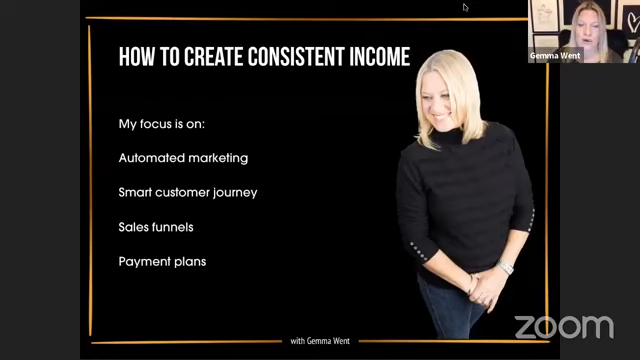 HOW TO CREATE CONSISTENT INCOME
Gemma Went
My focus is on:
Automated marketing
Smart customer journey
Sales funnels
Payment plans
with Gemma Went
zoom